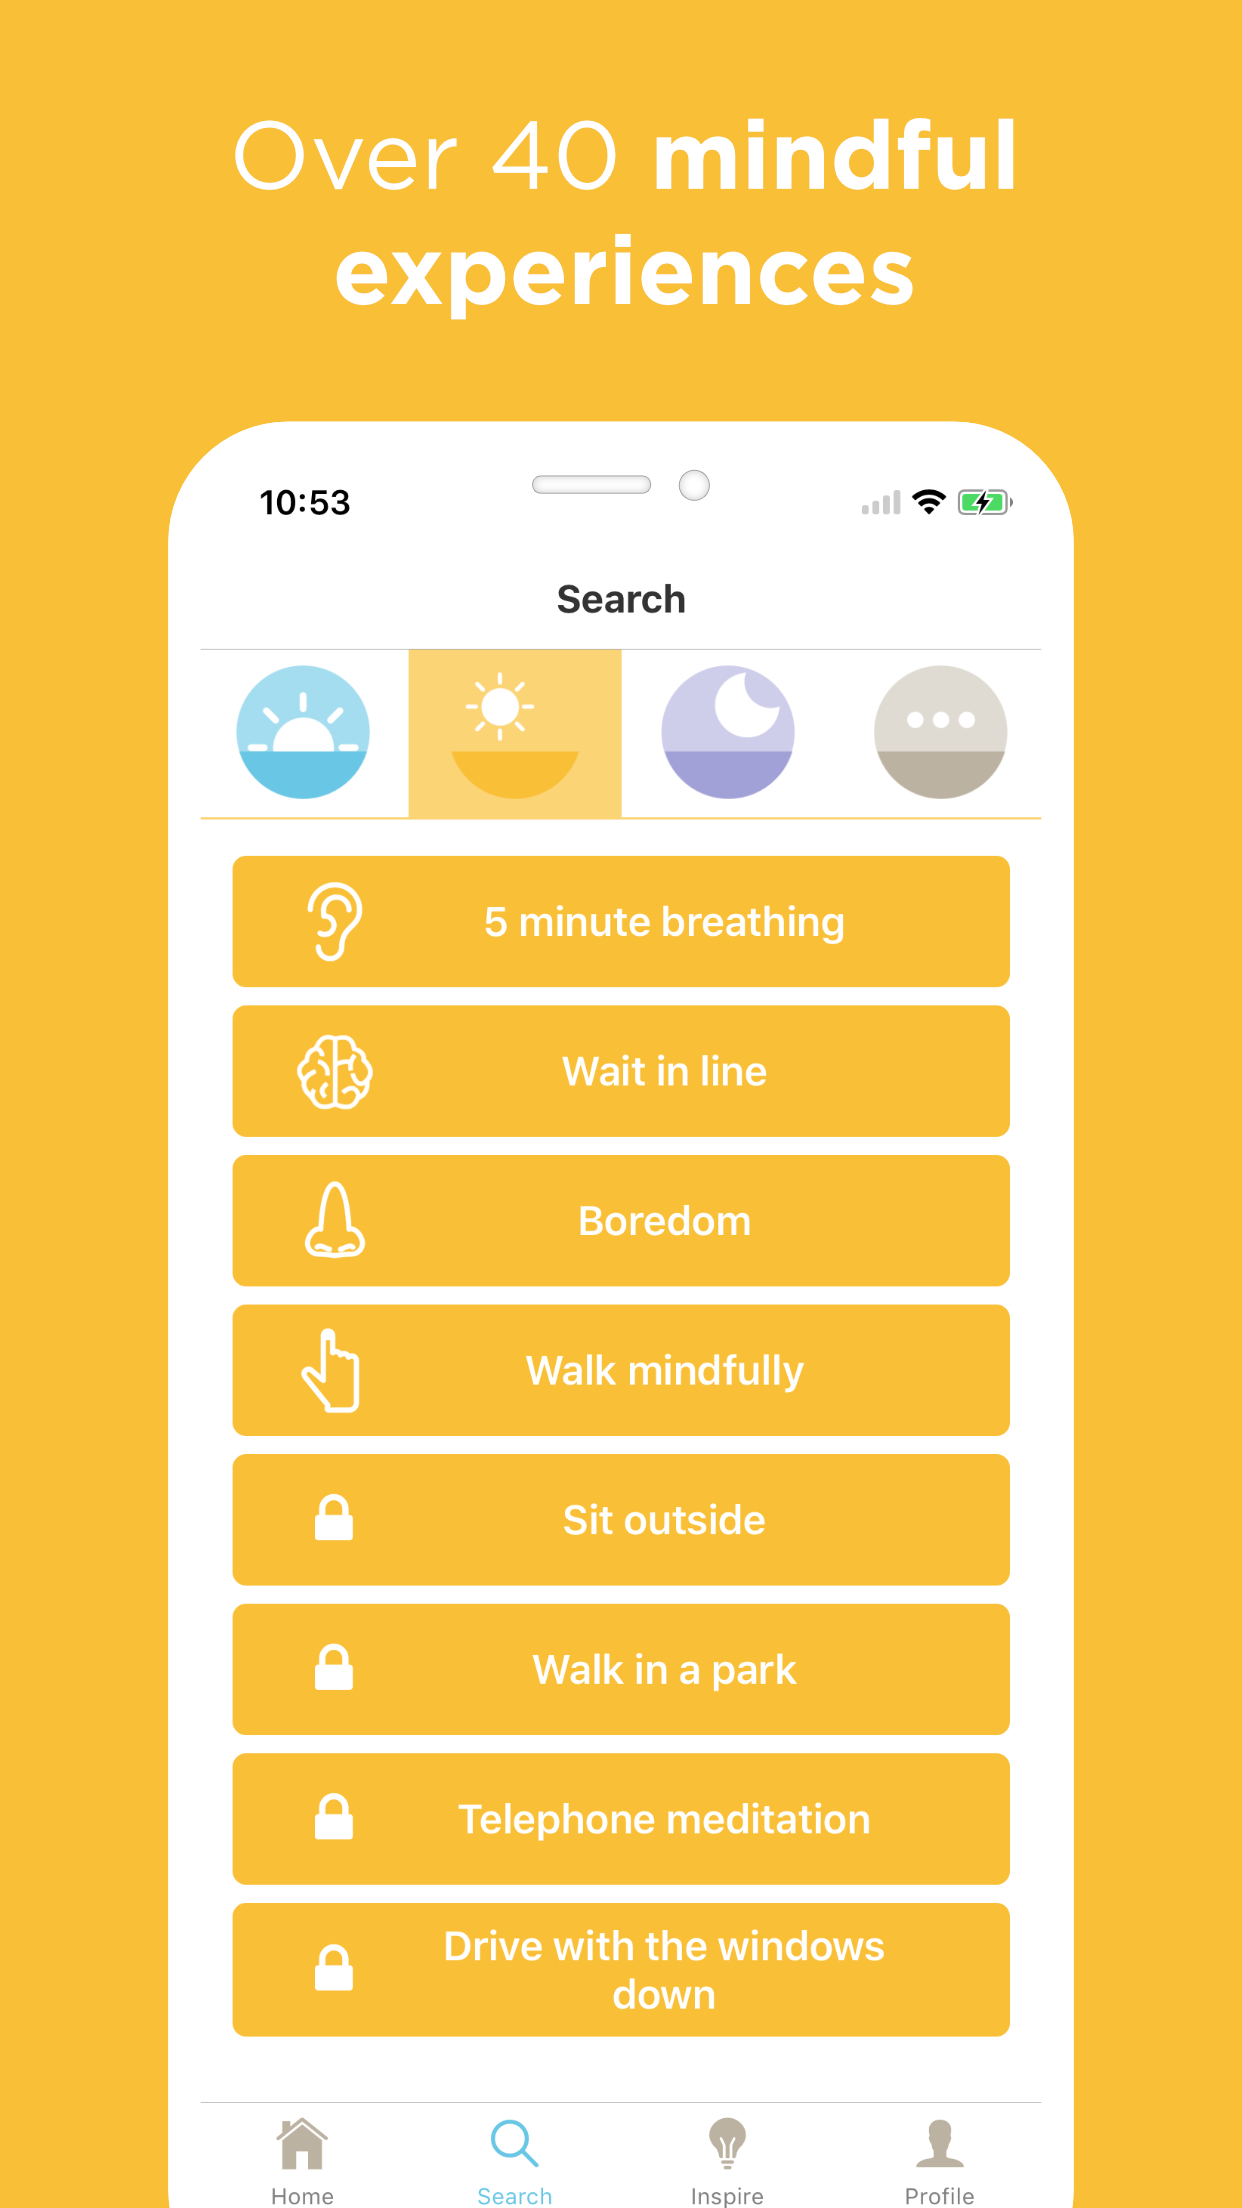 Over 40 mindful
experiences
10:53
Search
5 minute breathing
Wait in line
Boredom
Walk mindfully
Sit outside
Walk in a park
Telephone meditation
Drive with the windows
down
Home
Search
Inspire
Profile